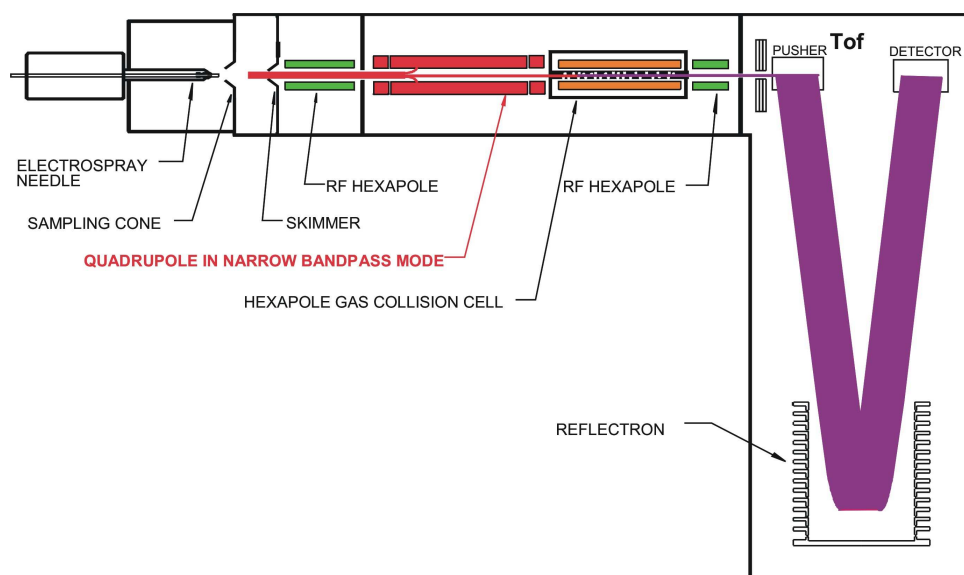 PUSHER
Tof
DETECTOR
ELECTROSPRAY
NEEDLE
RF HEXAPOLE
RF HEXAPOLE
SAMPLING CONE
SKIMMER
QUADRUPOLE IN NARROW BANDPASS MODE
HEXAPOLE GAS COLLISION CELL
REFLECTRON